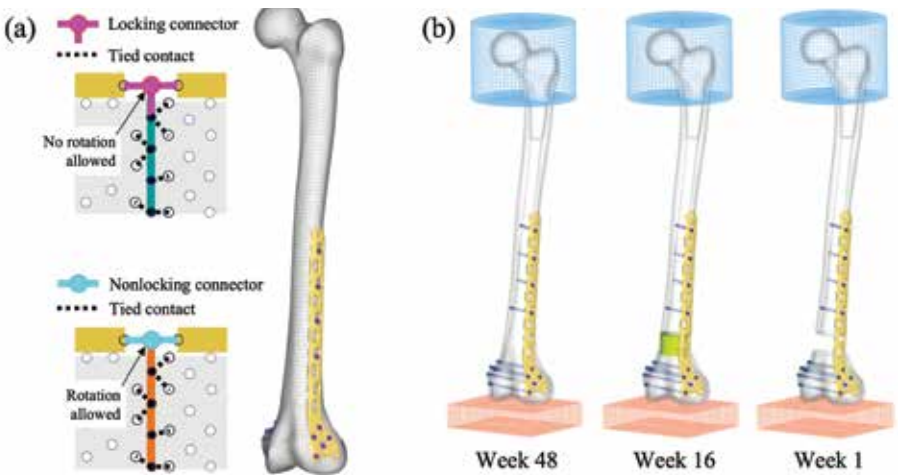 (a)
Locking connector
Tied contact
No rotation
allowed
Nonlocking connector
Tied contact
Rotation
allowed
(b)
Week 48
Week 16
Week 1